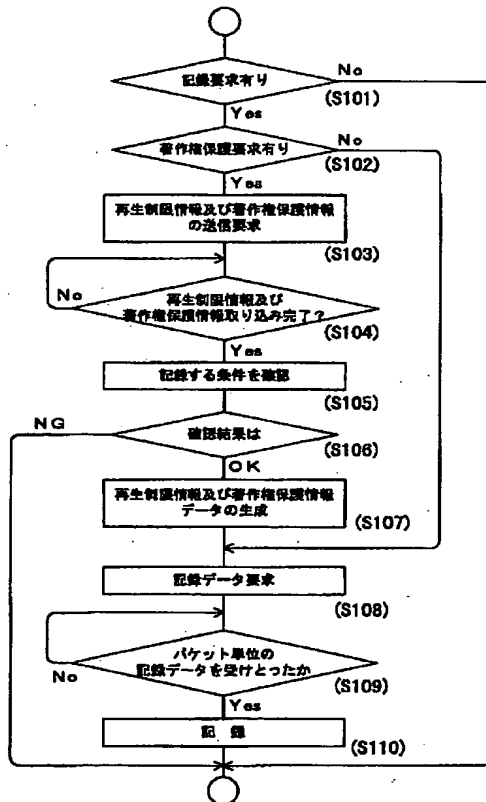 記録要求有り
No
(S101)
Yes
著作権保護要求有り
No
(S102)
Yes
再生制限情報及び著作権保護情報
の送信要求
(S103)
再生制限情報及び
著作権保護情報取り込み完了？
No
(S104)
Yes
記録する条件を確認
(S105)
NG
確認結果は
(S106)
OK
再生制限情報及び著作権保護情報
データの生成
(S107)
記録データ要求
(S108)
パケット単位の
記録データを受けとったか
No
(S109)
Yes
記 録
(S110)